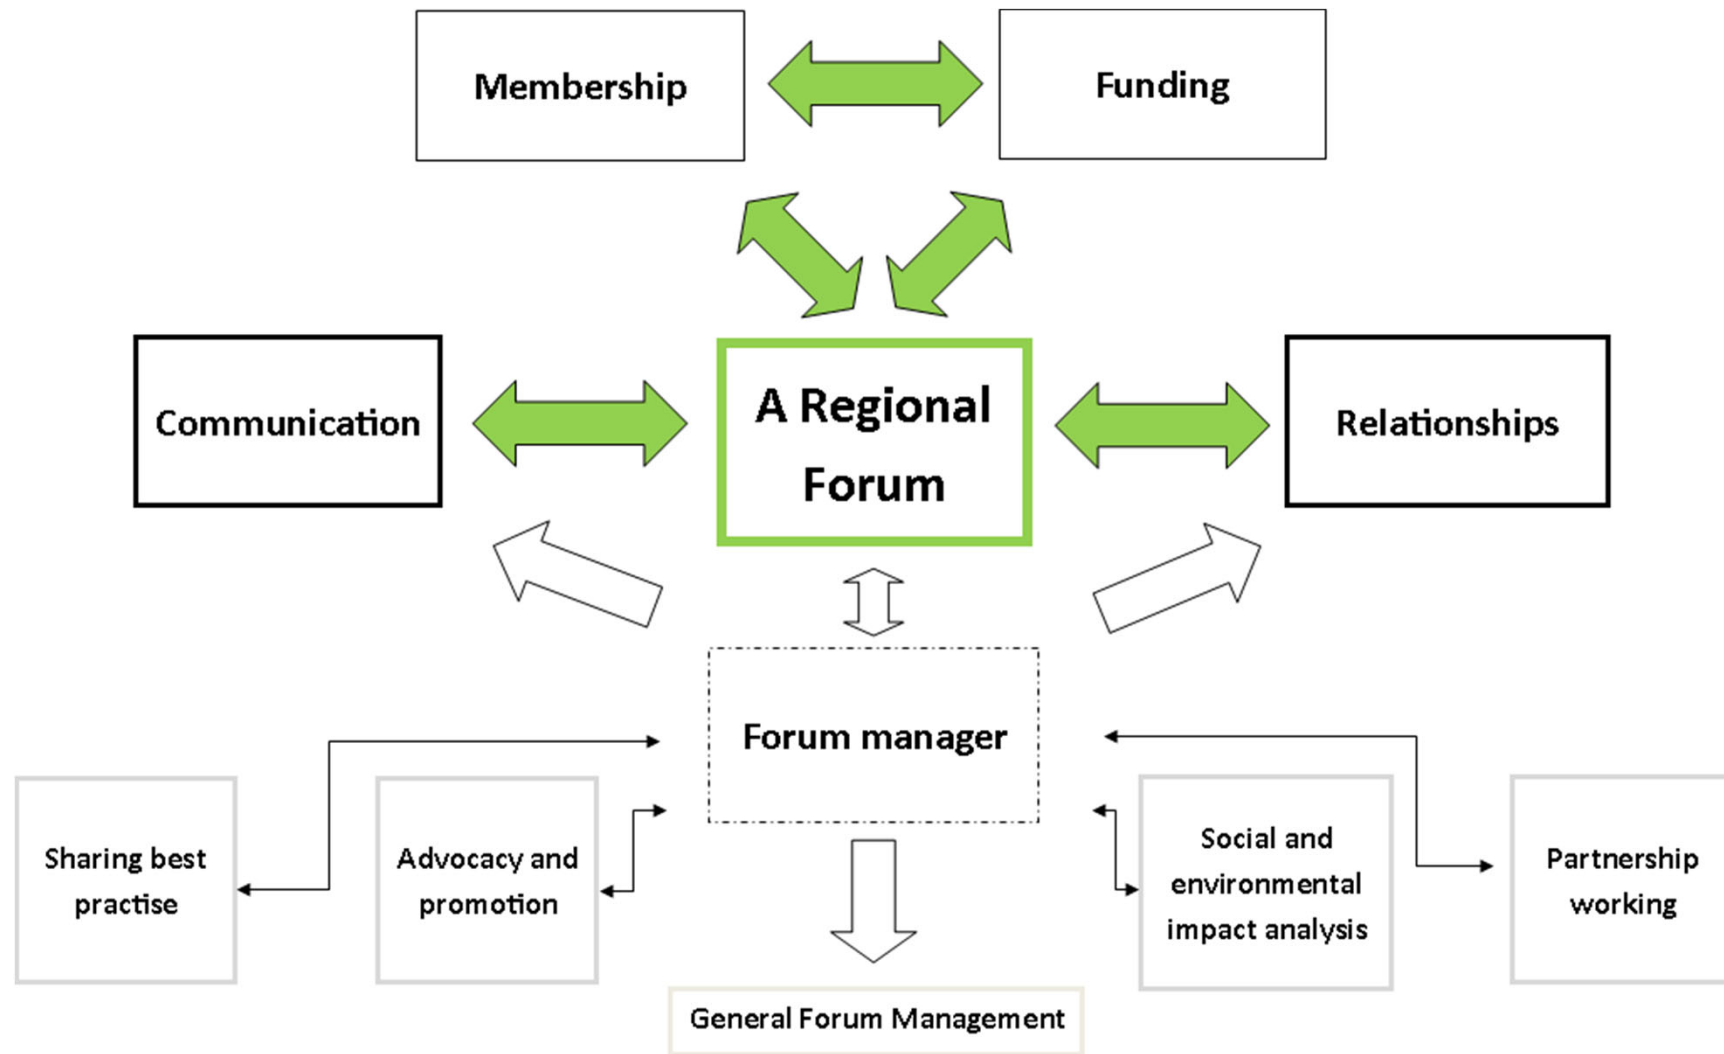 Membership
Funding
Communication
A Regional
Forum
Relationships
Forum manager
Sharing best
practise
Advocacy and
promotion
Social and
environmental
impact analysis
Partnership
working
General Forum Management